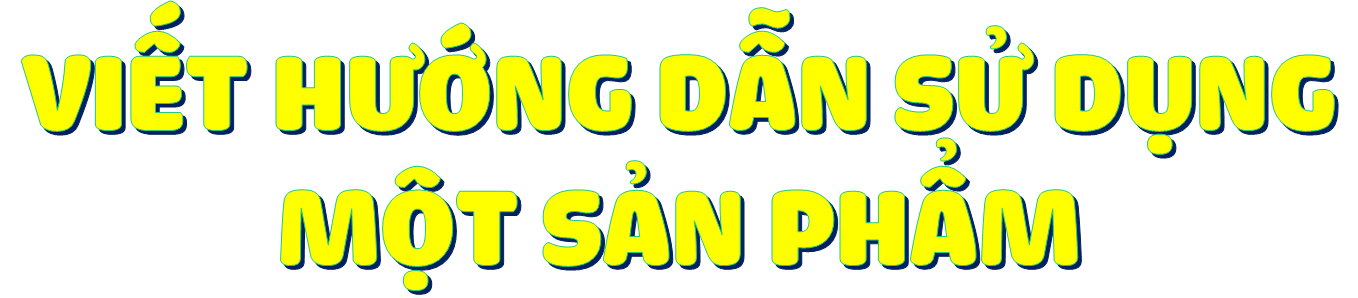 VIẾT HƯỚNG DẪN SỬ DỤNG
MỘT SẢN PHẨM